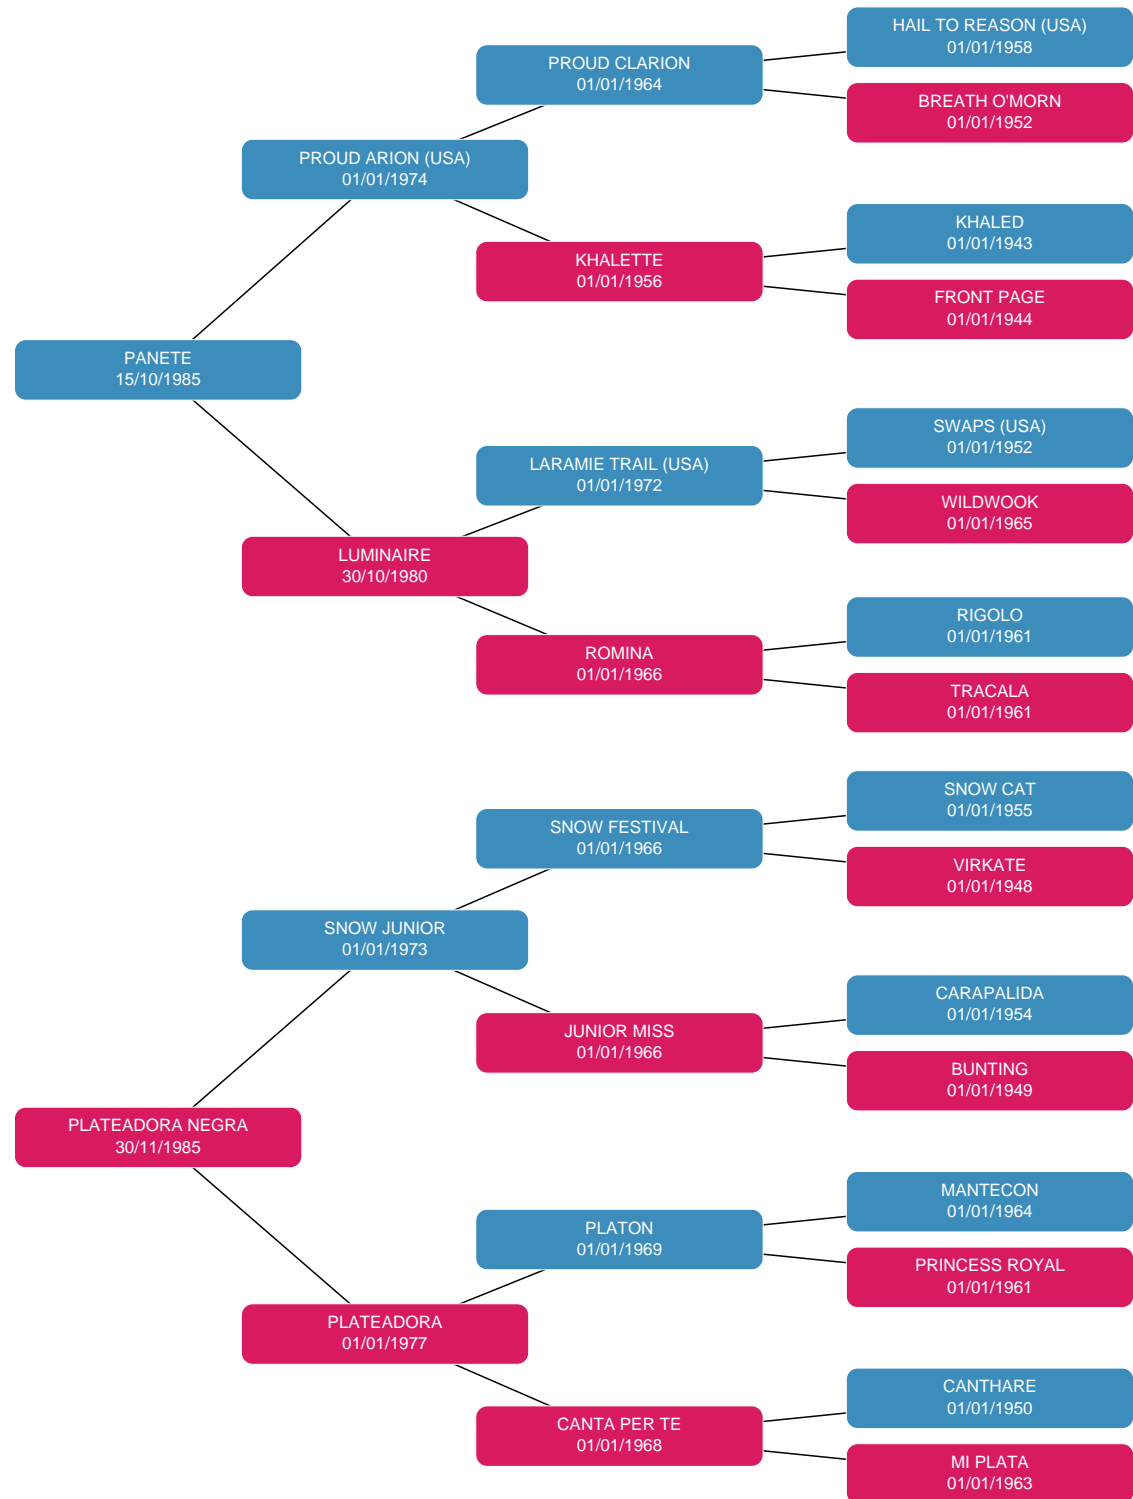 HAIL TO REASON (USA)
01/01/1958
PROUD CLARION
01/01/1964
BREATH O'MORN
01/01/1952
PROUD ARION (USA)
01/01/1974
KHALED
01/01/1943
KHALETTE
01/01/1956
FRONT PAGE
01/01/1944
PANETE
15/10/1985
SWAPS (USA)
01/01/1952
LARAMIE TRAIL (USA)
01/01/1972
WILDWOOK
01/01/1965
LUMINAIRE
30/10/1980
RIGOLO
01/01/1961
ROMINA
01/01/1966
TRACALA
01/01/1961
SNOW CAT
01/01/1955
SNOW FESTIVAL
01/01/1966
VIRKATE
01/01/1948
SNOW JUNIOR
01/01/1973
CARAPALIDA
01/01/1954
JUNIOR MISS
01/01/1966
BUNTING
01/01/1949
PLATEADORA NEGRA
30/11/1985
MANTECON
01/01/1964
PLATON
01/01/1969
PRINCESS ROYAL
01/01/1961
PLATEADORA
01/01/1977
CANTHARE
01/01/1950
CANTA PER TE
01/01/1968
MI PLATA
01/01/1963